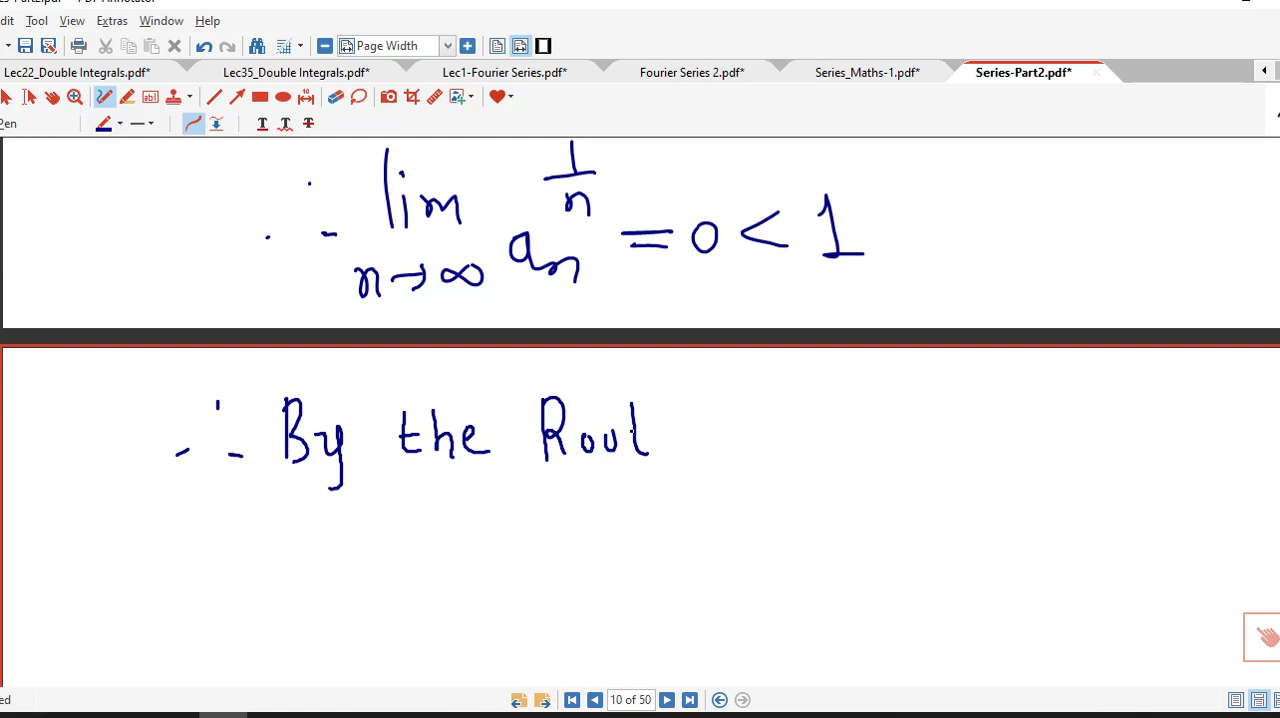 dit Tool View Extras Window Help
Page Width
Lec22_Double Integrals.pdf* Lec35_Double Integrals.pdf* Lec1-Fourier Series.pdf* Fourier Series 2.pdf* Series_Maths-1.pdf* Series-Part2.pdf*
Pen
∴ lim a_n^(1/n) = 0 < 1
n→∞
∴ By the Root
10 of 50